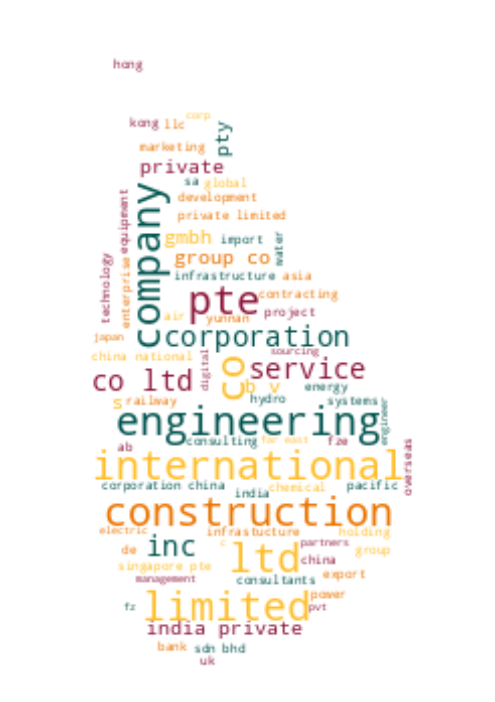 hong
corp
kong llc
pty
marketing
private
sa global
development
equipment
company
private limited
gmbh import
water
group co
technology
enterprise
infrastructure asia
pte
contracting
air yunnan
project
japan
corporation
china national
digital
sourcing
co
service
co ltd
b v
energy
s railway
hydro
systems
engineering
engineer
consulting far east fze
ab
international
overseas
corporation china
india
chemical
pacific
construction
electric
infrastucture
holding
de
inc
c
ltd
partners
group
china
singapore pte
management
consultants
export
power
fz
limited
pvt
india private
bank sdn bhd
uk